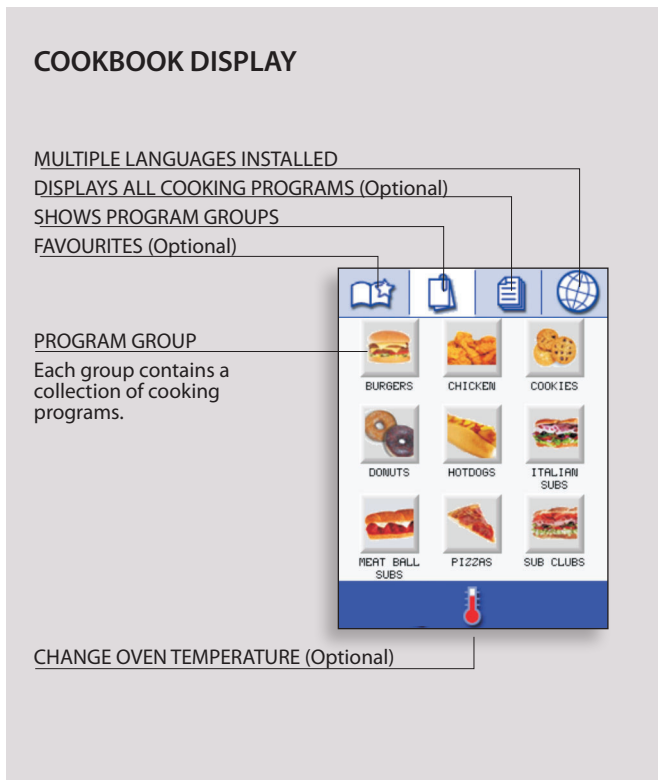 COOKBOOK DISPLAY
MULTIPLE LANGUAGES INSTALLED
DISPLAYS ALL COOKING PROGRAMS (Optional)
SHOWS PROGRAM GROUPS
FAVOURITES (Optional)
PROGRAM GROUP
Each group contains a
collection of cooking
programs.
BURGERS
CHICKEN
COOKIES
DONUTS
HOTDOGS
ITALIAN
SUBS
MEAT BALL
SUBS
PIZZAS
SUB CLUBS
CHANGE OVEN TEMPERATURE (Optional)